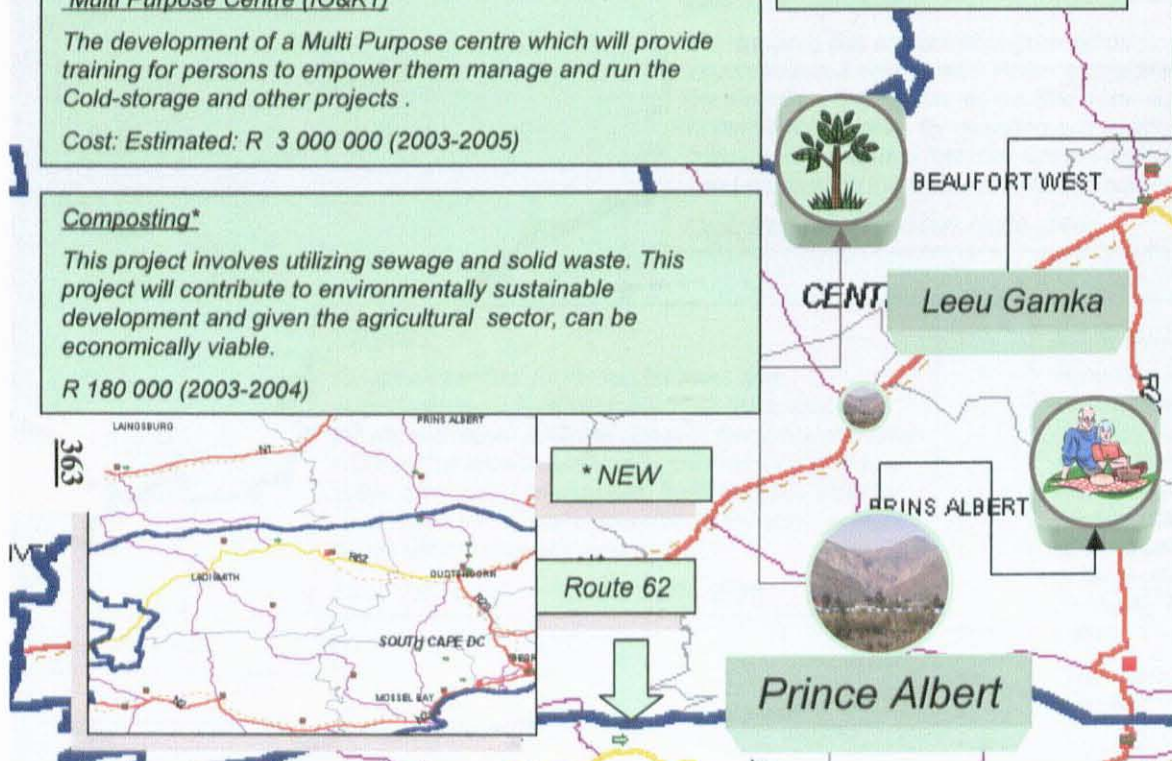 The development of a Multi Purpose centre which will provide
training for persons to empower them manage and run the
Cold-storage and other projects .
Cost: Estimated: R 3 000 000 (2003-2005)
Composting*
This project involves utilizing sewage and solid waste. This
project will contribute to environmentally sustainable
development and given the agricultural sector, can be
economically viable.
R 180 000 (2003-2004)
BEAUFORT WEST
CENT
Leeu Gamka
PRINS ALBERT
Prince Albert
* NEW
Route 62
363
LAINGSBURG
PRINS ALBERT
N1
LADISMITH
R62
OUDTSHOORN
SOUTH CAPE DC
MOSSEL BAY